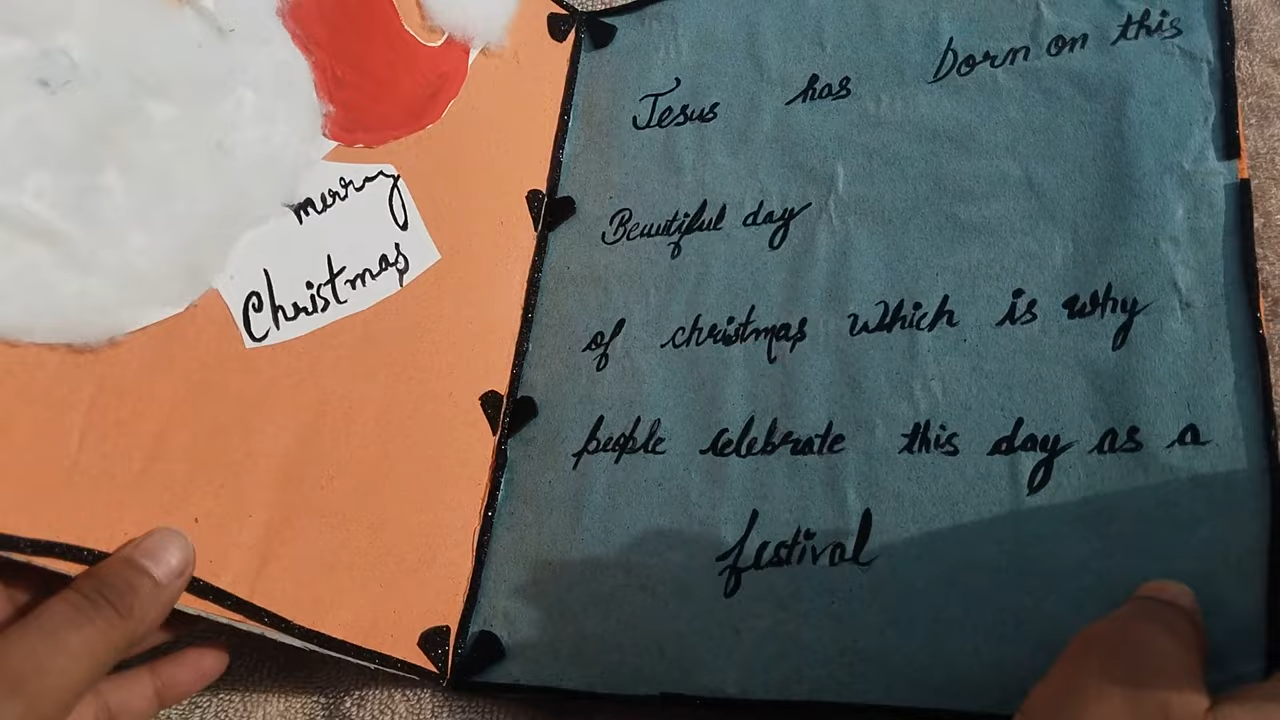 merry
Christmas
Jesus has born on this
Beautiful day
of christmas which is why
people celebrate this day as a
festival